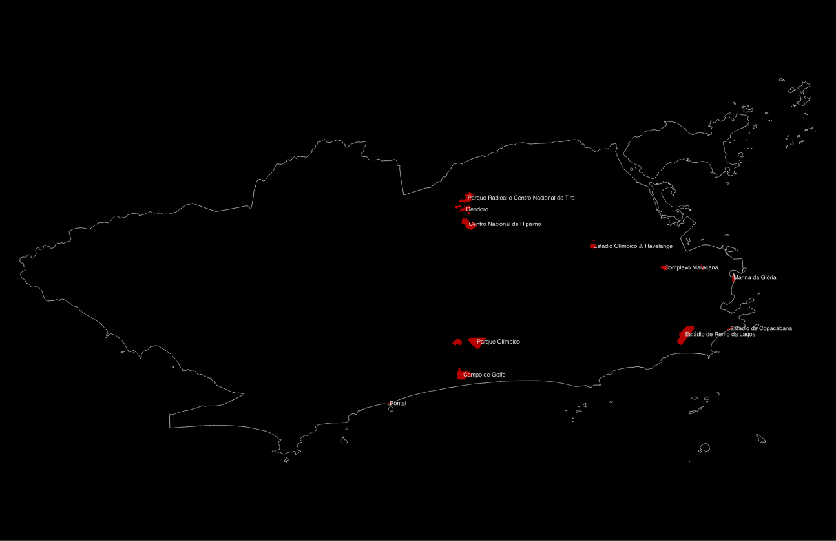 Parque Radical e Centro Nacional de Tiro
Deodoro
Centro Nacional de Hipismo
Estádio Olímpico J. Havelange
Complexo Maracanã
Marina da Glória
Estádio de Copacabana
Estádio de Remo da Lagoa
Parque Olímpico
Campo de Golfe
Pontal